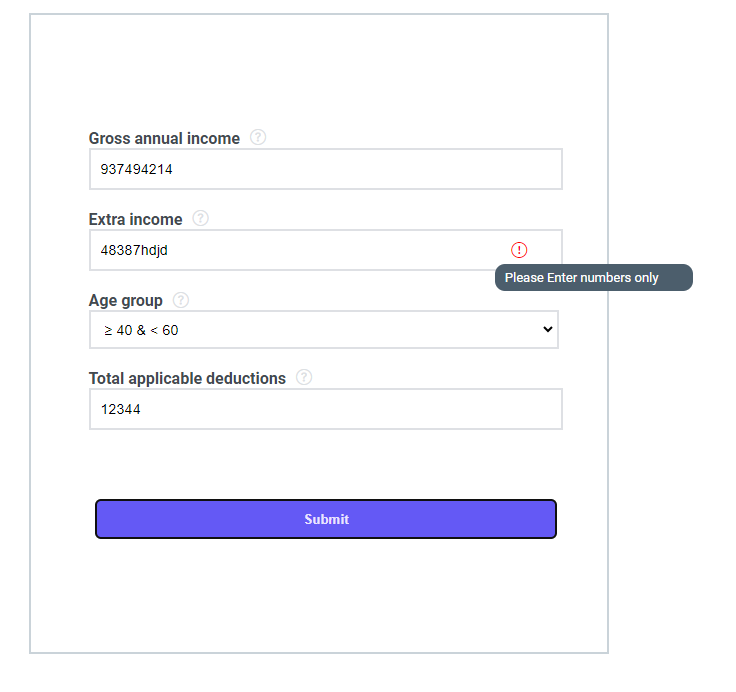 Gross annual income ?
937494214
Extra income ?
48387hdjd
!
Please Enter numbers only
Age group ?
≥ 40 & < 60
Total applicable deductions ?
12344
Submit